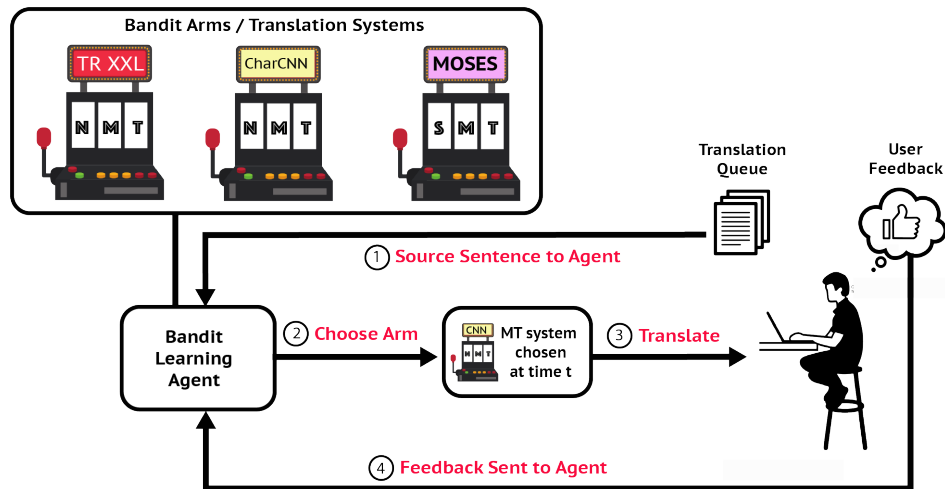 Bandit Arms / Translation Systems
TR XXL
CharCNN
MOSES
N M T
N M T
S M T
Translation
Queue
User
Feedback
1 Source Sentence to Agent
Bandit
Learning
Agent
2 Choose Arm
CNN
N M T
MT system
chosen
at time t
3 Translate
4 Feedback Sent to Agent